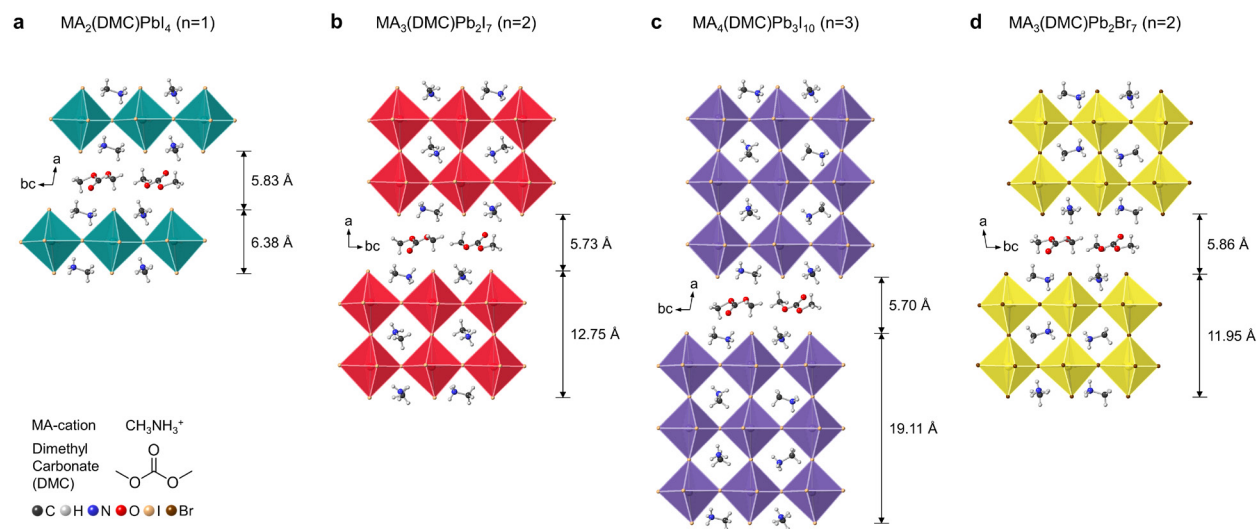 a MA₂(DMC)PbI₄ (n=1)
a
bc
5.83 Å
6.38 Å
b MA₃(DMC)Pb₂I₇ (n=2)
a
bc
5.73 Å
12.75 Å
c MA₄(DMC)Pb₃I₁₀ (n=3)
a
bc
5.70 Å
19.11 Å
d MA₃(DMC)Pb₂Br₇ (n=2)
a
bc
5.86 Å
11.95 Å
MA-cation CH₃NH₃⁺
Dimethyl
Carbonate
(DMC)
O
O O
C H N O I Br